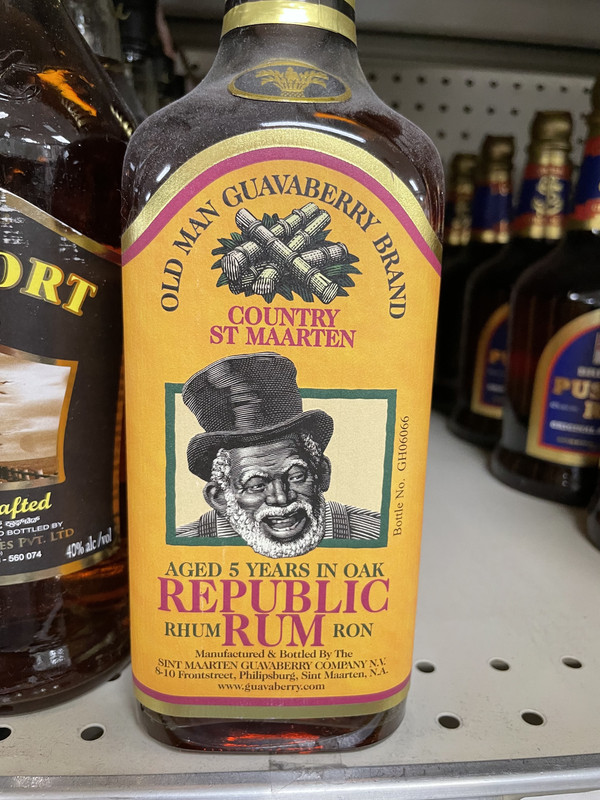 OLD MAN GUAVABERRY BRAND
COUNTRY
ST MAARTEN
Bottle No. GH06066
AGED 5 YEARS IN OAK
REPUBLIC
RHUM RUM RON
Manufactured & Bottled By The
SINT MAARTEN GUAVABERRY COMPANY N.V.
8-10 Frontstreet, Philipsburg, Sint Maarten, N.A.
www.guavaberry.com
ORT
afted
BOTTLED BY
ES PVT. LTD
- 560 074
40% alc/vol
PUS